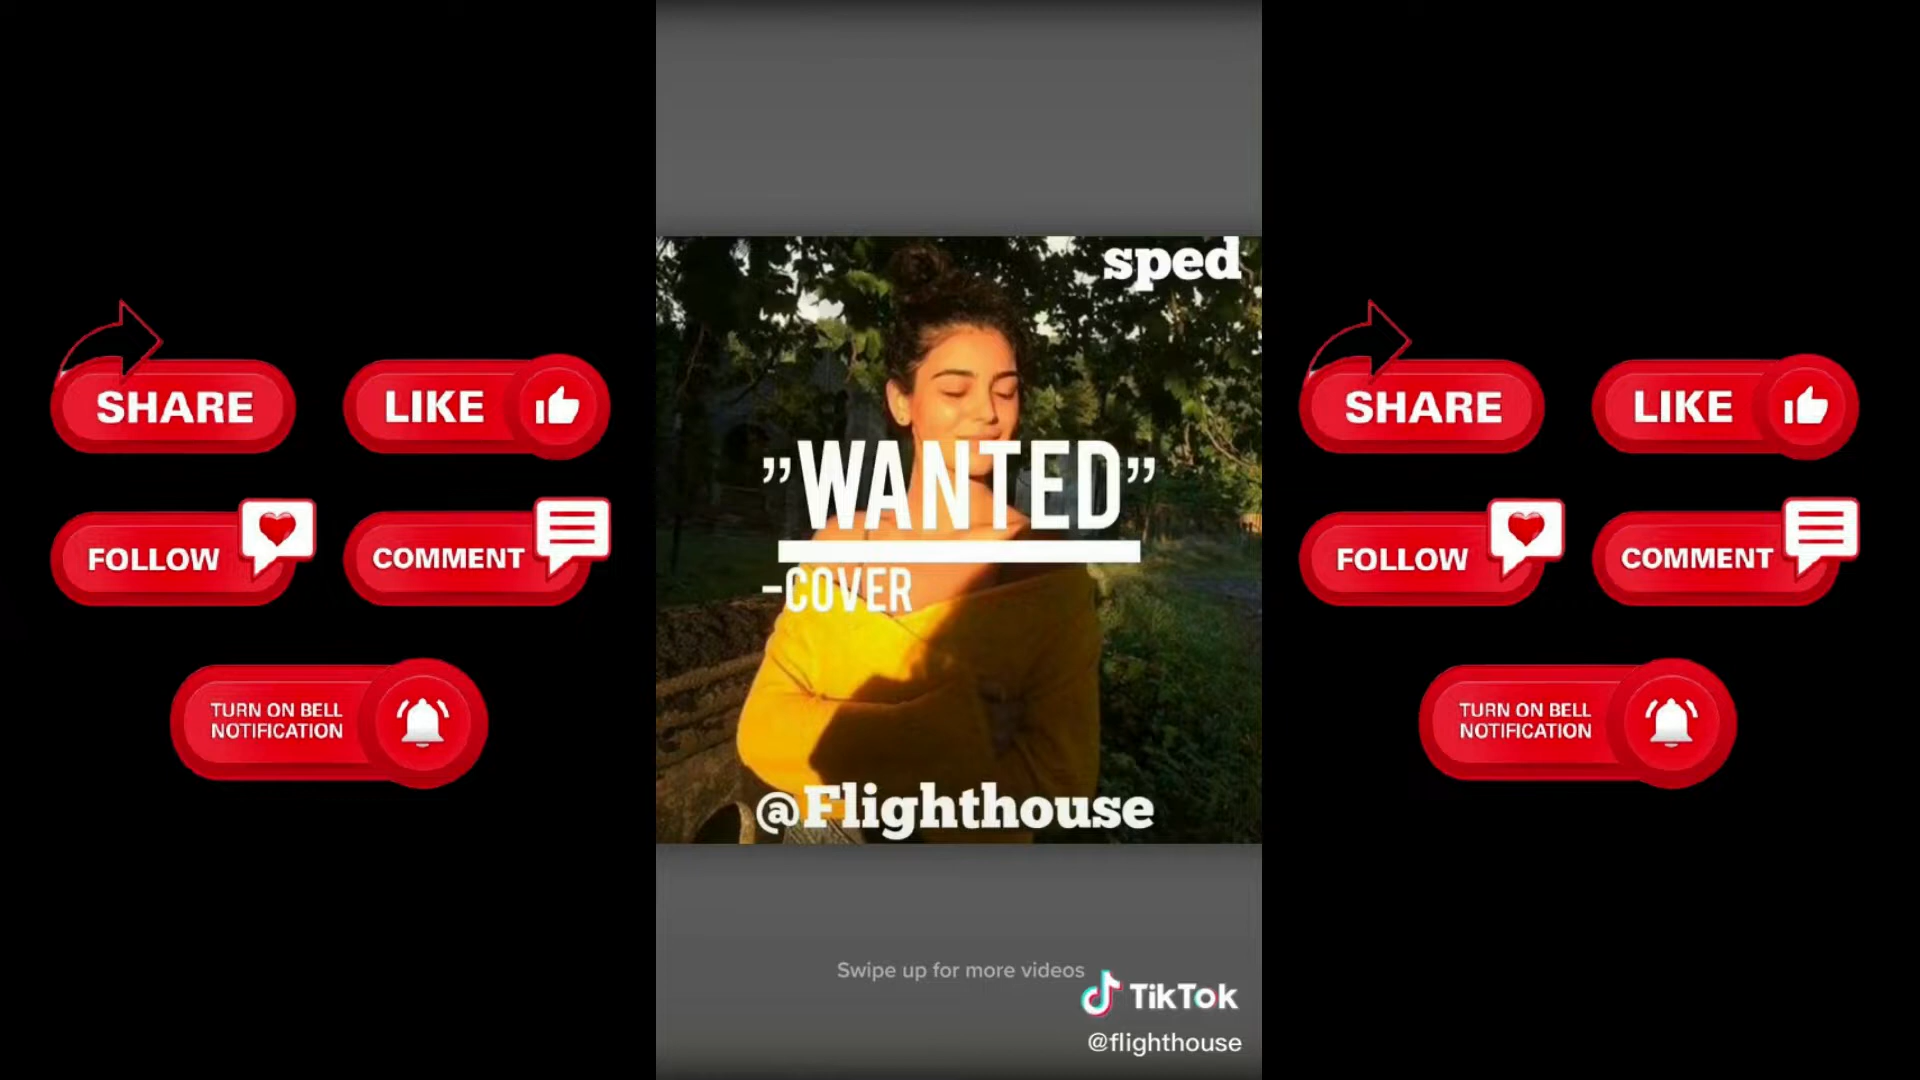 SHARE
LIKE
FOLLOW
COMMENT
TURN ON BELL
NOTIFICATION
sped
”WANTED”
-COVER
@Flighthouse
Swipe up for more videos
TikTok
@flighthouse
SHARE
LIKE
FOLLOW
COMMENT
TURN ON BELL
NOTIFICATION